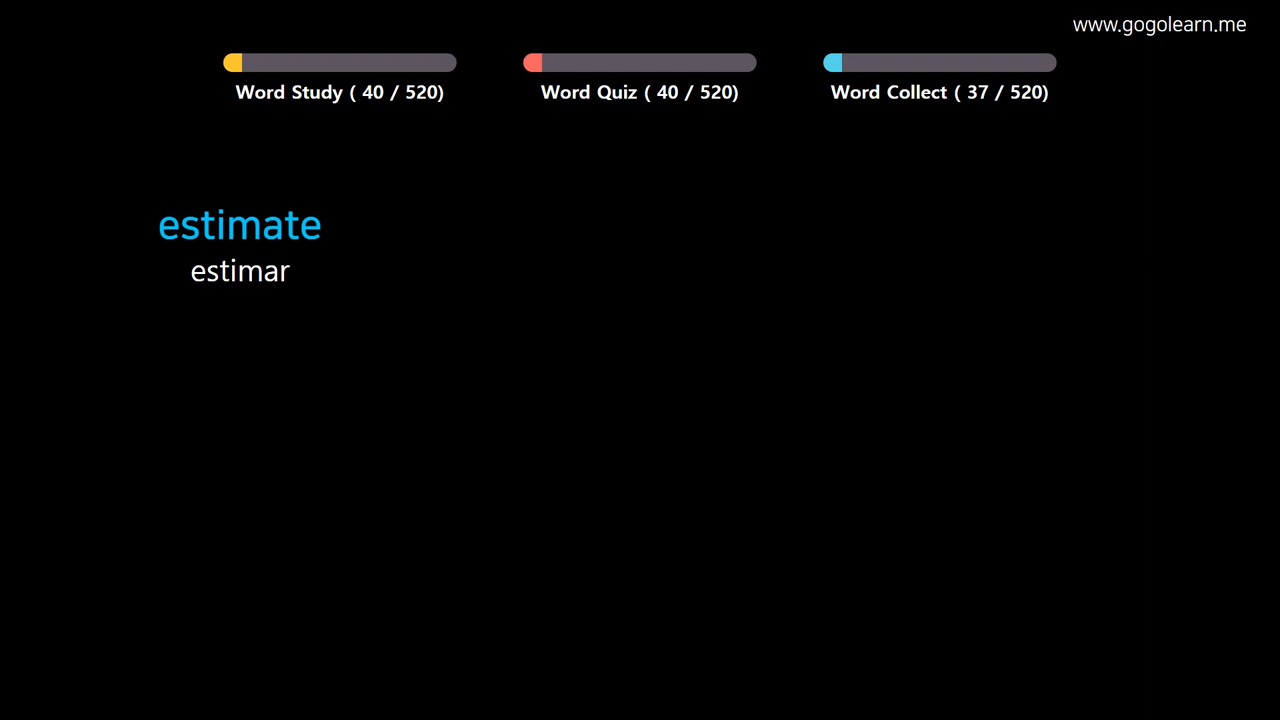 www.gogolearn.me
Word Study ( 40 / 520)
Word Quiz ( 40 / 520)
Word Collect ( 37 / 520)
estimate
estimar